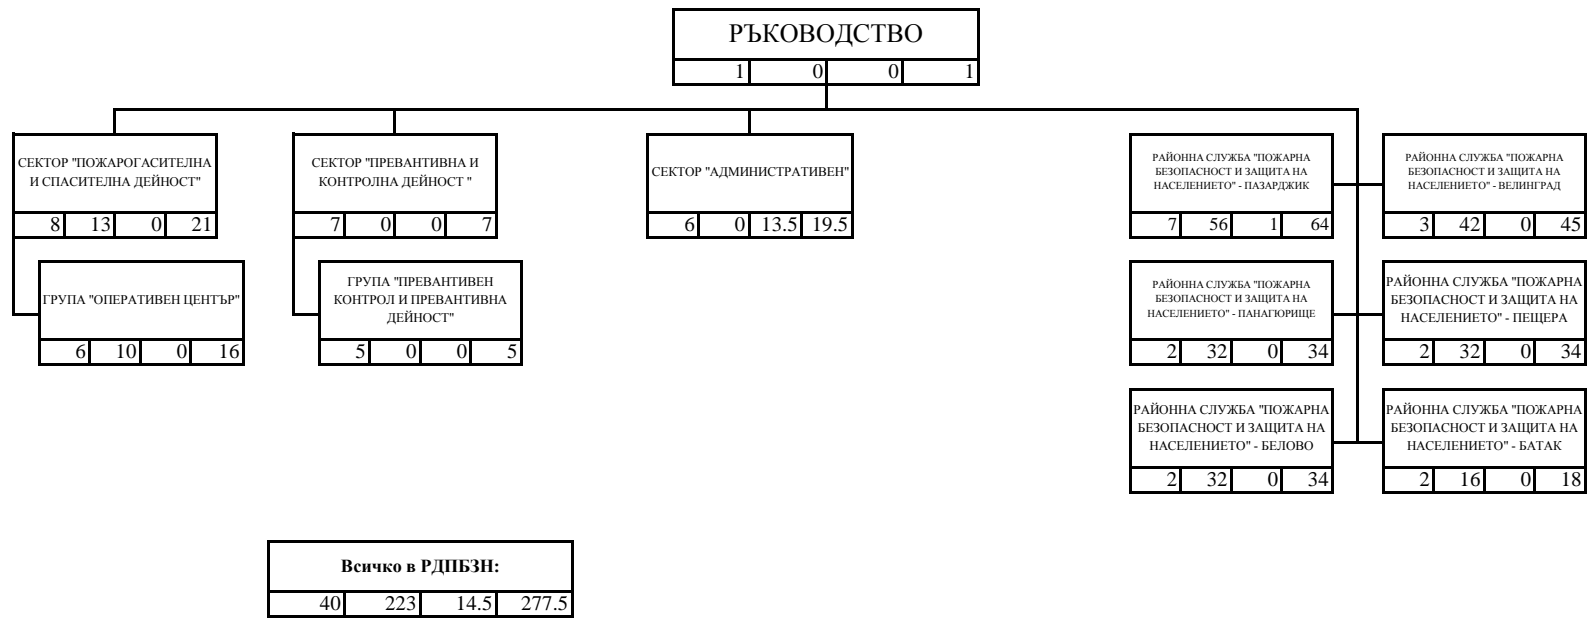 РЪКОВОДСТВО
1 0 0 1
СЕКТОР "ПОЖАРОГАСИТЕЛНА
И СПАСИТЕЛНА ДЕЙНОСТ"
8 13 0 21
ГРУПА "ОПЕРАТИВЕН ЦЕНТЪР"
6 10 0 16
СЕКТОР "ПРЕВАНТИВНА И
КОНТРОЛНА ДЕЙНОСТ "
7 0 0 7
ГРУПА "ПРЕВАНТИВЕН
КОНТРОЛ И ПРЕВАНТИВНА
ДЕЙНОСТ"
5 0 0 5
СЕКТОР "АДМИНИСТРАТИВЕН"
6 0 13.5 19.5
РАЙОННА СЛУЖБА "ПОЖАРНА
БЕЗОПАСНОСТ И ЗАЩИТА НА
НАСЕЛЕНИЕТО" - ПАЗАРДЖИК
7 56 1 64
РАЙОННА СЛУЖБА "ПОЖАРНА
БЕЗОПАСНОСТ И ЗАЩИТА НА
НАСЕЛЕНИЕТО" - ВЕЛИНГРАД
3 42 0 45
РАЙОННА СЛУЖБА "ПОЖАРНА
БЕЗОПАСНОСТ И ЗАЩИТА НА
НАСЕЛЕНИЕТО" - ПАНАГЮРИЩЕ
2 32 0 34
РАЙОННА СЛУЖБА "ПОЖАРНА
БЕЗОПАСНОСТ И ЗАЩИТА НА
НАСЕЛЕНИЕТО" - ПЕЩЕРА
2 32 0 34
РАЙОННА СЛУЖБА "ПОЖАРНА
БЕЗОПАСНОСТ И ЗАЩИТА НА
НАСЕЛЕНИЕТО" - БЕЛОВО
2 32 0 34
РАЙОННА СЛУЖБА "ПОЖАРНА
БЕЗОПАСНОСТ И ЗАЩИТА НА
НАСЕЛЕНИЕТО" - БАТАК
2 16 0 18
Всичко в РДПБЗН:
40 223 14.5 277.5